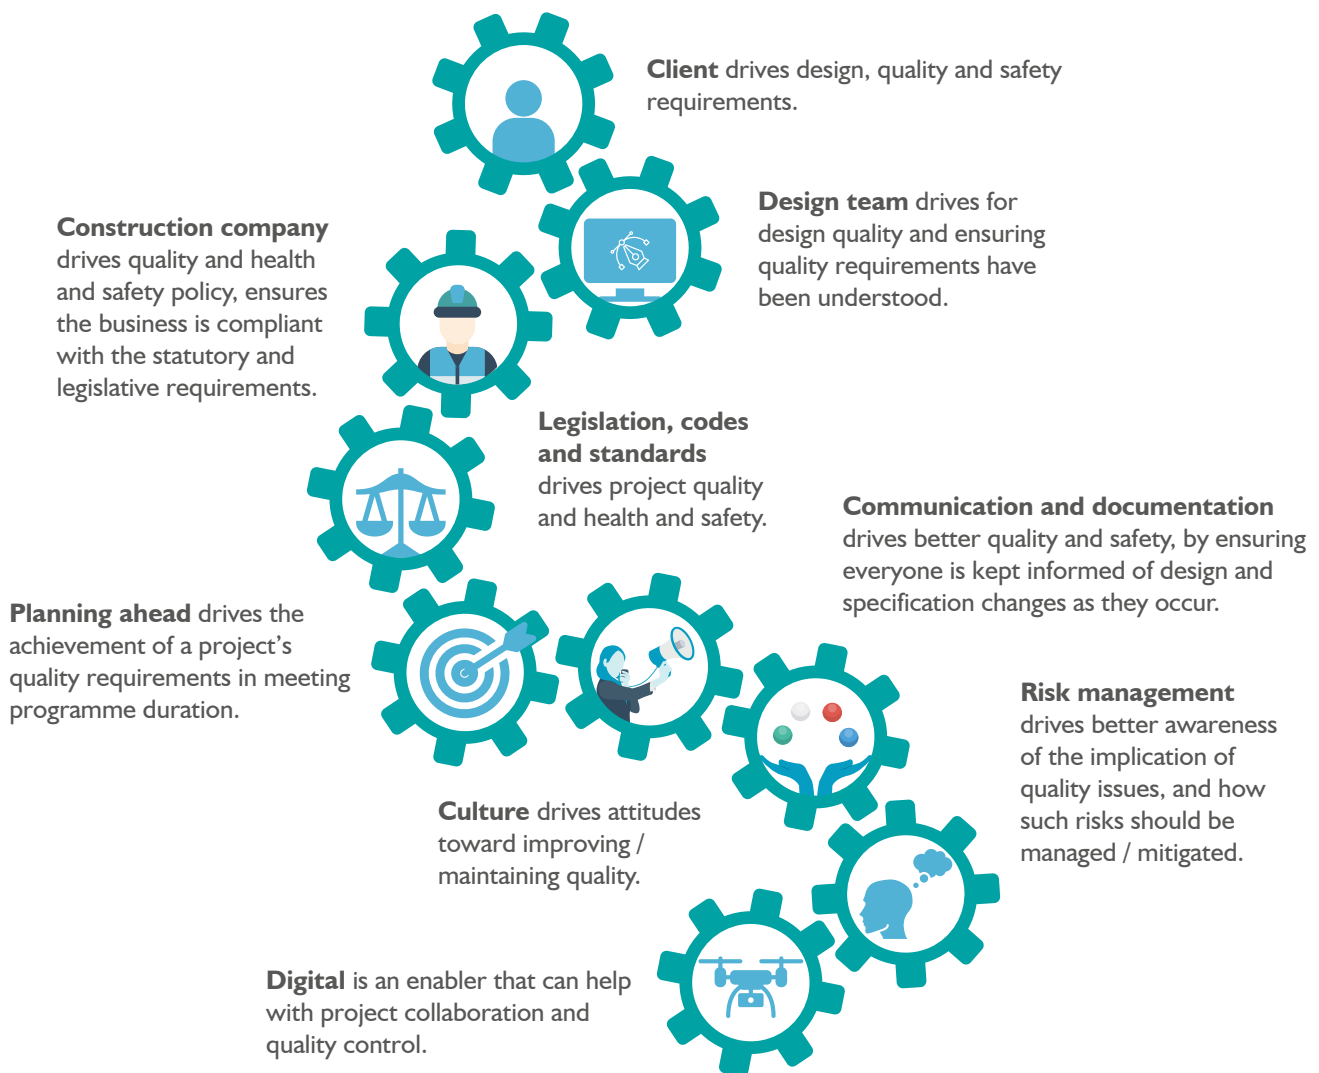 Client drives design, quality and safety
requirements.
Design team drives for
design quality and ensuring
quality requirements have
been understood.
Construction company
drives quality and health
and safety policy, ensures
the business is compliant
with the statutory and
legislative requirements.
Legislation, codes
and standards
drives project quality
and health and safety.
Communication and documentation
drives better quality and safety, by ensuring
everyone is kept informed of design and
specification changes as they occur.
Planning ahead drives the
achievement of a project’s
quality requirements in meeting
programme duration.
Risk management
drives better awareness
of the implication of
quality issues, and how
such risks should be
managed / mitigated.
Culture drives attitudes
toward improving /
maintaining quality.
Digital is an enabler that can help
with project collaboration and
quality control.